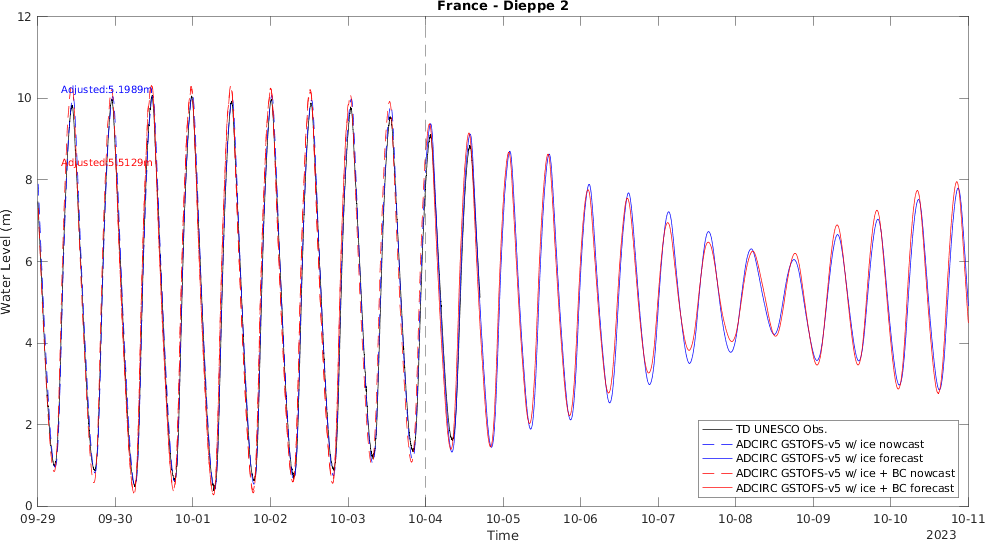 France - Dieppe 2
12
10
8
6
4
2
0
Water Level (m)
Adjusted:5.1989m
Adjusted:5.5129m
TD UNESCO Obs.
ADCIRC GSTOFS-v5 w/ ice nowcast
ADCIRC GSTOFS-v5 w/ ice forecast
ADCIRC GSTOFS-v5 w/ ice + BC nowcast
ADCIRC GSTOFS-v5 w/ ice + BC forecast
09-29 09-30 10-01 10-02 10-03 10-04 10-05 10-06 10-07 10-08 10-09 10-10 10-11
Time
2023